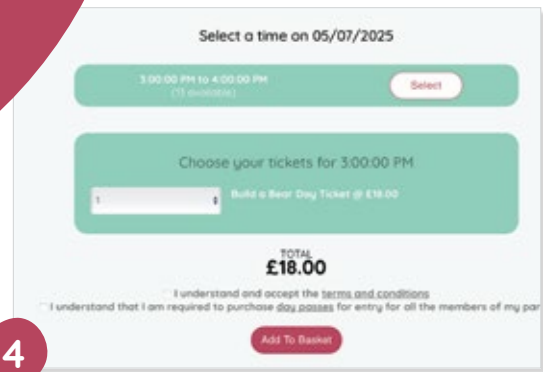 Select a time on 05/07/2025
3:00:00 PM to 4:00:00 PM
Select
(13 available)
Choose your tickets for 3:00:00 PM
1
Build a Bear Day Ticket @ £18.00
TOTAL
£18.00
I understand and accept the terms and conditions
I understand that I am required to purchase day passes for entry for all the members of my par
Add To Basket
4